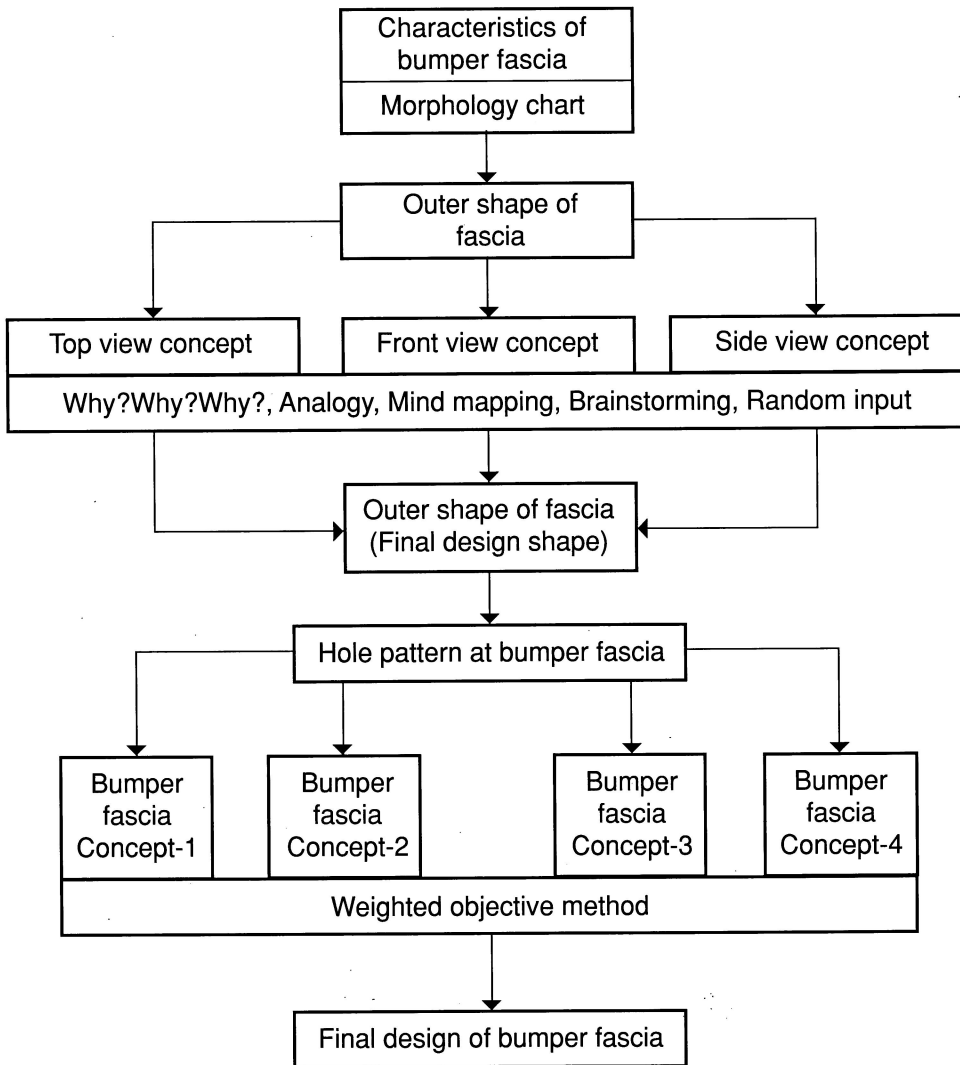 Characteristics of
bumper fascia
Morphology chart
Outer shape of
fascia
Top view concept
Front view concept
Side view concept
Why?Why?Why?, Analogy, Mind mapping, Brainstorming, Random input
Outer shape of fascia
(Final design shape)
Hole pattern at bumper fascia
Bumper
fascia
Concept-1
Bumper
fascia
Concept-2
Bumper
fascia
Concept-3
Bumper
fascia
Concept-4
Weighted objective method
Final design of bumper fascia